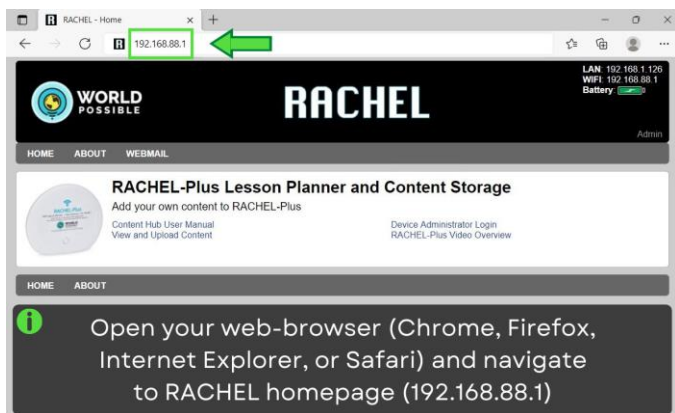 RACHEL - Home
192.168.88.1
WORLD
POSSIBLE
RACHEL
LAN: 192.168.1.126
WIFI: 192.168.88.1
Battery:
Admin
HOME ABOUT WEBMAIL
RACHEL-Plus Lesson Planner and Content Storage
Add your own content to RACHEL-Plus
Content Hub User Manual Device Administrator Login
View and Upload Content RACHEL-Plus Video Overview
HOME ABOUT
Open your web-browser (Chrome, Firefox,
Internet Explorer, or Safari) and navigate
to RACHEL homepage (192.168.88.1)